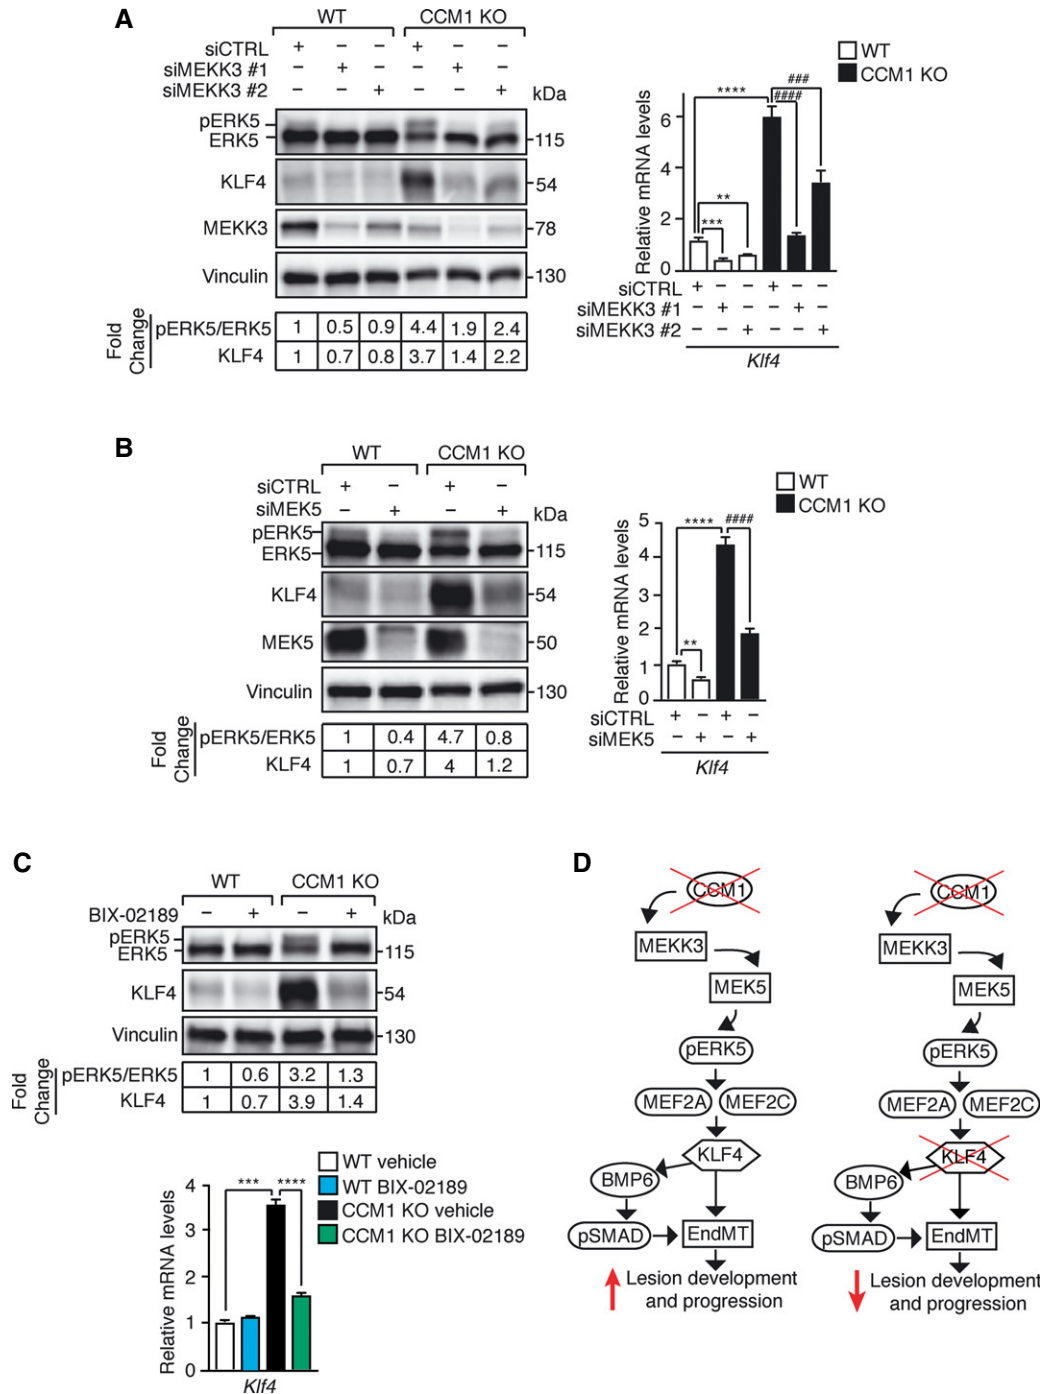 A
WT CCM1 KO
siCTRL + − − + − −
siMEKK3 #1 − + − − + −
siMEKK3 #2 − − + − − + kDa
pERK5
ERK5 115
KLF4 54
MEKK3 78
Vinculin 130
Fold Change
pERK5/ERK5 1 0.5 0.9 4.4 1.9 2.4
KLF4 1 0.7 0.8 3.7 1.4 2.2
WT
CCM1 KO
Relative mRNA levels
6
4
2
0
**** ### ####
** ***
siCTRL + − − + − −
siMEKK3 #1 − + − − + −
siMEKK3 #2 − − + − − +
Klf4
B
WT CCM1 KO
siCTRL + − + −
siMEK5 − + − + kDa
pERK5
ERK5 115
KLF4 54
MEK5 50
Vinculin 130
Fold Change
pERK5/ERK5 1 0.4 4.7 0.8
KLF4 1 0.7 4 1.2
WT
CCM1 KO
Relative mRNA levels
5
4
3
2
1
0
**** ####
**
siCTRL + − + −
siMEK5 − + − +
Klf4
C
WT CCM1 KO
BIX-02189 − + − + kDa
pERK5
ERK5 115
KLF4 54
Vinculin 130
Fold Change
pERK5/ERK5 1 0.6 3.2 1.3
KLF4 1 0.7 3.9 1.4
WT vehicle
WT BIX-02189
CCM1 KO vehicle
CCM1 KO BIX-02189
Relative mRNA levels
4
3
2
1
0
*** ****
Klf4
D
CCM1
MEKK3
MEK5
pERK5
MEF2A MEF2C
KLF4
BMP6
pSMAD EndMT
Lesion development
and progression
CCM1
MEKK3
MEK5
pERK5
MEF2A MEF2C
KLF4
BMP6
pSMAD EndMT
Lesion development
and progression